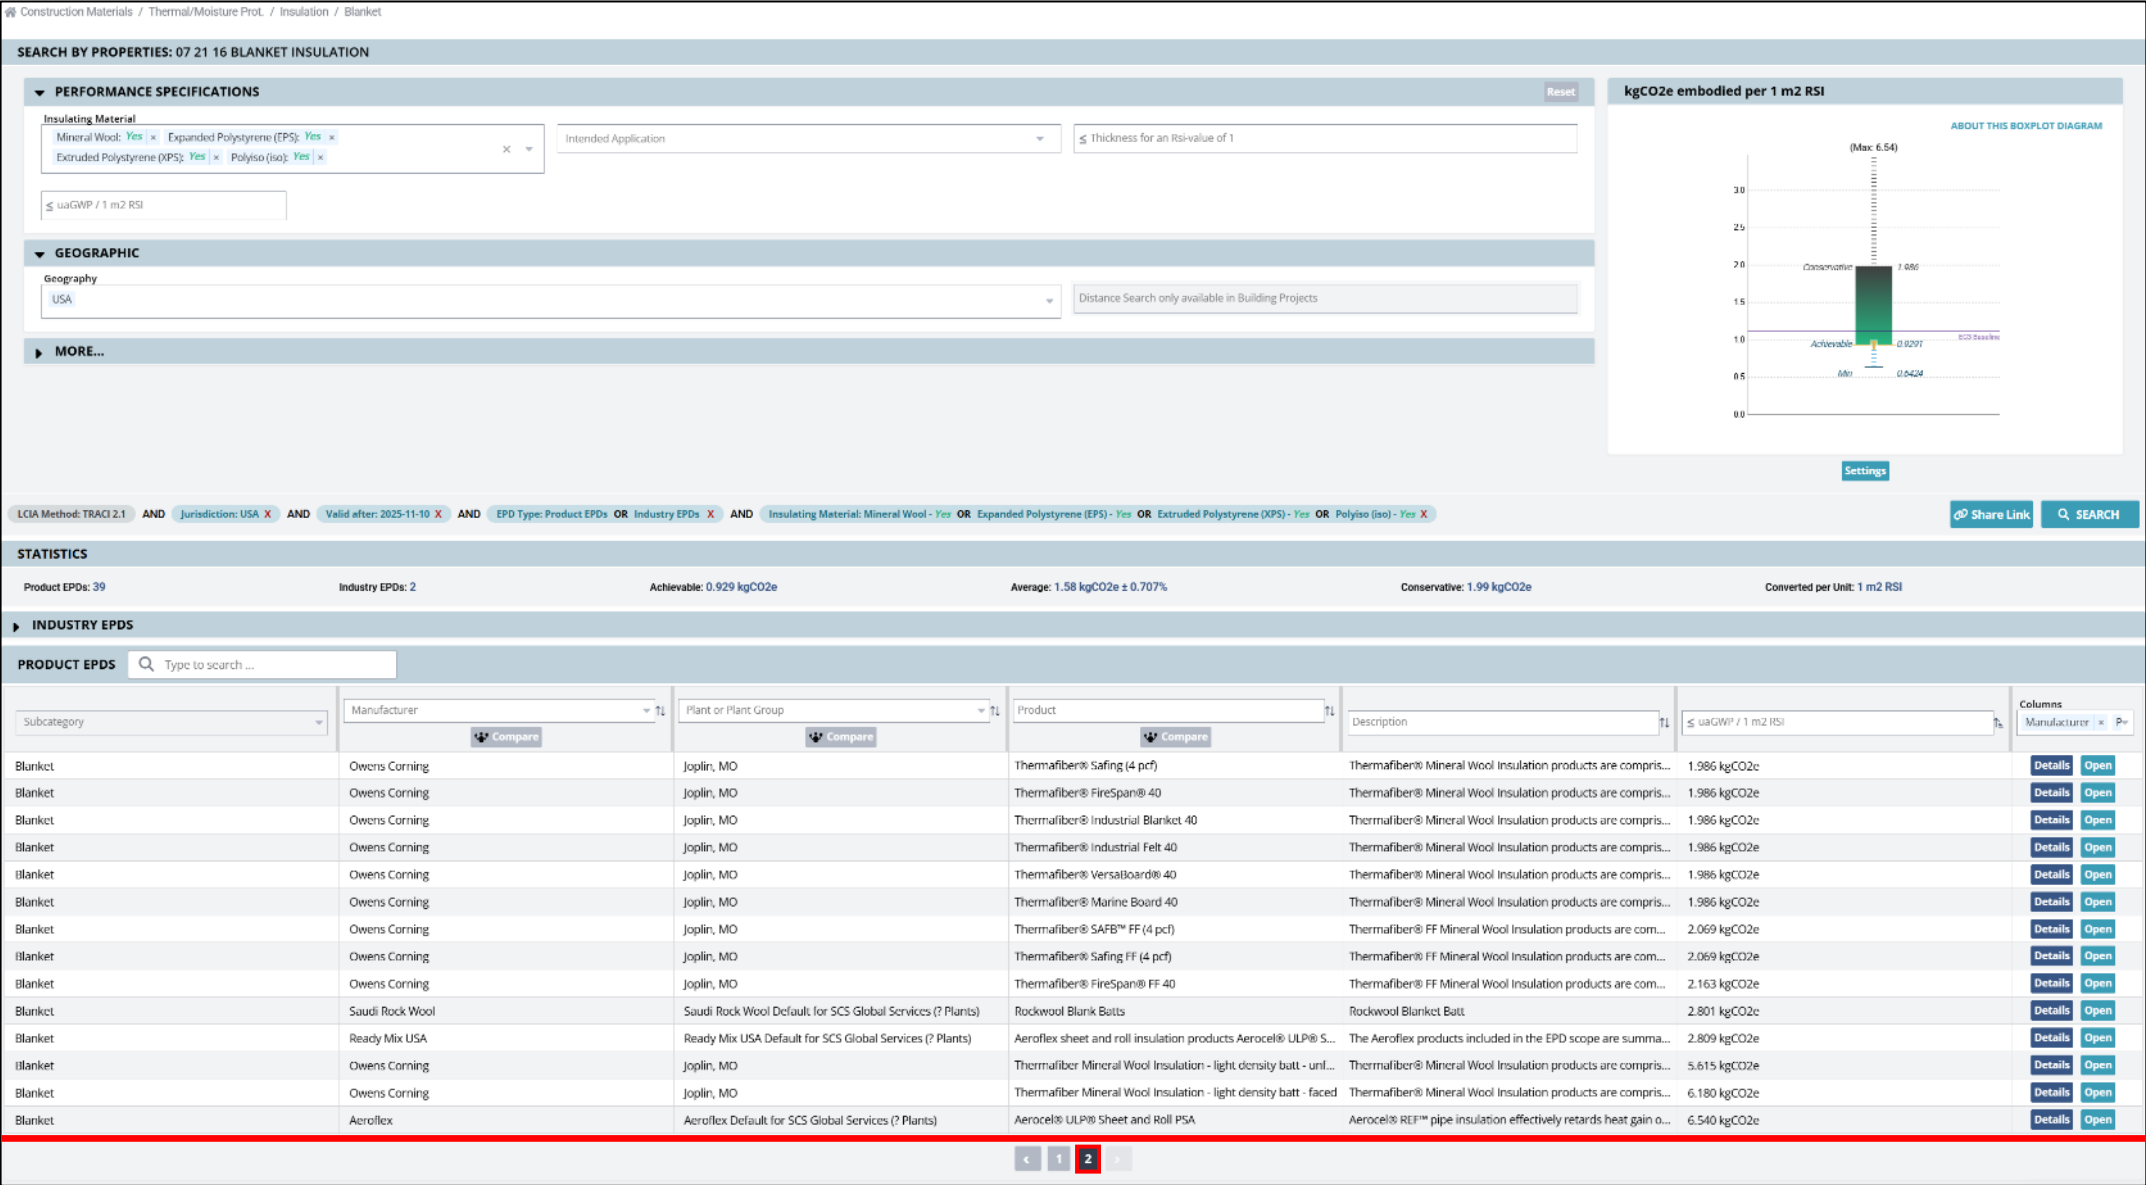 Construction Materials / Thermal/Moisture Prot. / Insulation / Blanket
SEARCH BY PROPERTIES: 07 21 16 BLANKET INSULATION
PERFORMANCE SPECIFICATIONS
Reset
Insulating Material
Mineral Wool: Yes × Expanded Polystyrene (EPS): Yes ×
Extruded Polystyrene (XPS): Yes × Polyiso (iso): Yes ×
Intended Application
≤ Thickness for an Rsi-value of 1
≤ uaGWP / 1 m2 RSI
GEOGRAPHIC
Geography
USA
Distance Search only available in Building Projects
MORE...
kgCO2e embodied per 1 m2 RSI
ABOUT THIS BOXPLOT DIAGRAM
(Max: 6.54)
3.0
2.5
2.0
Conservative 1.986
1.5
1.0
Achievable 0.9291
EC3 Baseline
0.5
Min 0.6424
0.0
Settings
LCIA Method: TRACI 2.1 AND Jurisdiction: USA X AND Valid after: 2025-11-10 X AND EPD Type: Product EPDs OR Industry EPDs X AND Insulating Material: Mineral Wool - Yes OR Expanded Polystyrene (EPS) - Yes OR Extruded Polystyrene (XPS) - Yes OR Polyiso (iso) - Yes X
Share Link SEARCH
STATISTICS
Product EPDs: 39 Industry EPDs: 2 Achievable: 0.929 kgCO2e Average: 1.58 kgCO2e ± 0.707% Conservative: 1.99 kgCO2e Converted per Unit: 1 m2 RSI
INDUSTRY EPDS
PRODUCT EPDS Type to search ...
Subcategory Manufacturer Plant or Plant Group Product Description ≤ uaGWP / 1 m2 RSI Columns
Manufacturer × P
Compare Compare Compare
Blanket Owens Corning Joplin, MO Thermafiber® Safing (4 pcf) Thermafiber® Mineral Wool Insulation products are compris... 1.986 kgCO2e Details Open
Blanket Owens Corning Joplin, MO Thermafiber® FireSpan® 40 Thermafiber® Mineral Wool Insulation products are compris... 1.986 kgCO2e Details Open
Blanket Owens Corning Joplin, MO Thermafiber® Industrial Blanket 40 Thermafiber® Mineral Wool Insulation products are compris... 1.986 kgCO2e Details Open
Blanket Owens Corning Joplin, MO Thermafiber® Industrial Felt 40 Thermafiber® Mineral Wool Insulation products are compris... 1.986 kgCO2e Details Open
Blanket Owens Corning Joplin, MO Thermafiber® VersaBoard® 40 Thermafiber® Mineral Wool Insulation products are compris... 1.986 kgCO2e Details Open
Blanket Owens Corning Joplin, MO Thermafiber® Marine Board 40 Thermafiber® Mineral Wool Insulation products are compris... 1.986 kgCO2e Details Open
Blanket Owens Corning Joplin, MO Thermafiber® SAFB™ FF (4 pcf) Thermafiber® FF Mineral Wool Insulation products are com... 2.069 kgCO2e Details Open
Blanket Owens Corning Joplin, MO Thermafiber® Safing FF (4 pcf) Thermafiber® FF Mineral Wool Insulation products are com... 2.069 kgCO2e Details Open
Blanket Owens Corning Joplin, MO Thermafiber® FireSpan® FF 40 Thermafiber® FF Mineral Wool Insulation products are com... 2.163 kgCO2e Details Open
Blanket Saudi Rock Wool Saudi Rock Wool Default for SCS Global Services (? Plants) Rockwool Blank Batts Rockwool Blanket Batt 2.801 kgCO2e Details Open
Blanket Ready Mix USA Ready Mix USA Default for SCS Global Services (? Plants) Aeroflex sheet and roll insulation products Aerocel® ULP® S... The Aeroflex products included in the EPD scope are summa... 2.809 kgCO2e Details Open
Blanket Owens Corning Joplin, MO Thermafiber Mineral Wool Insulation - light density batt - unf... Thermafiber® Mineral Wool Insulation products are compris... 5.615 kgCO2e Details Open
Blanket Owens Corning Joplin, MO Thermafiber Mineral Wool Insulation - light density batt - faced Thermafiber® Mineral Wool Insulation products are compris... 6.180 kgCO2e Details Open
Blanket Aeroflex Aeroflex Default for SCS Global Services (? Plants) Aerocel® ULP® Sheet and Roll PSA Aerocel® REF™ pipe insulation effectively retards heat gain o... 6.540 kgCO2e Details Open
‹ 1 2 ›